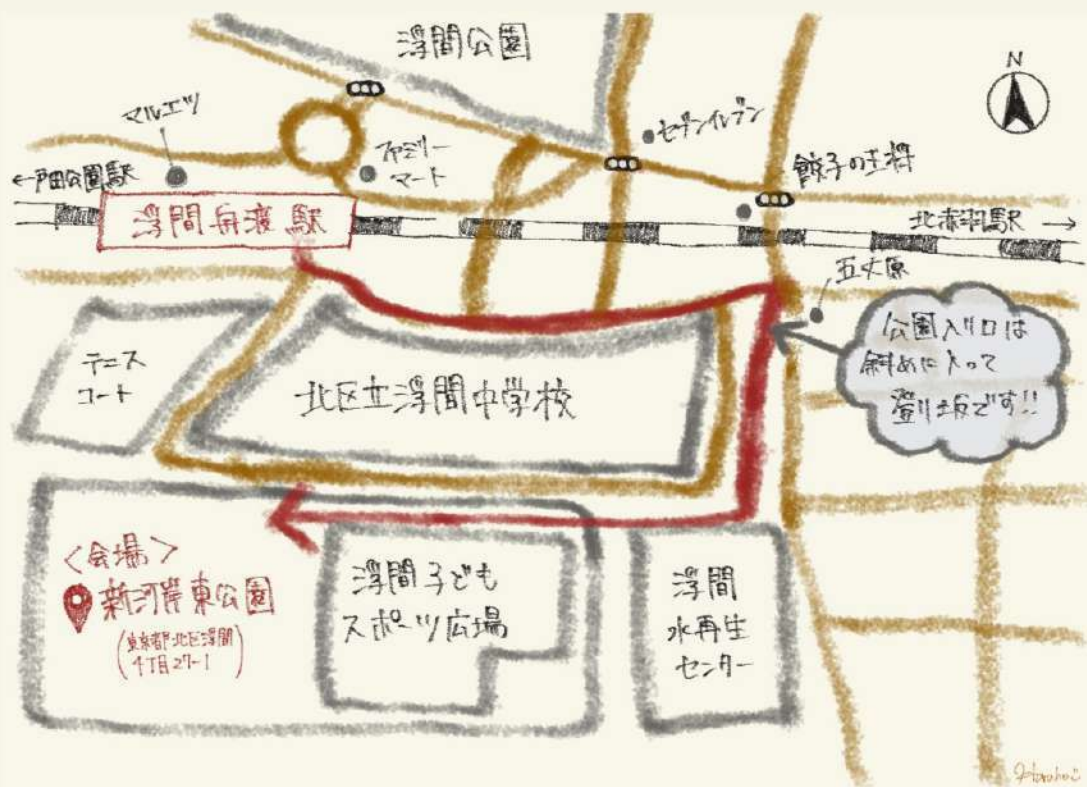 浮間公園
N
マルエツ
セブンイレブン
ファミリー
マート
餃子の王将
←戸田公園駅
浮間舟渡駅
北赤羽駅→
五丈原
公園入り口は
斜めに入って
登り坂です!!
テニス
コート
北区立浮間中学校
<会場>
新河岸東公園
(東京都北区浮間
4丁目27-1)
浮間子ども
スポーツ広場
浮間
水再生
センター